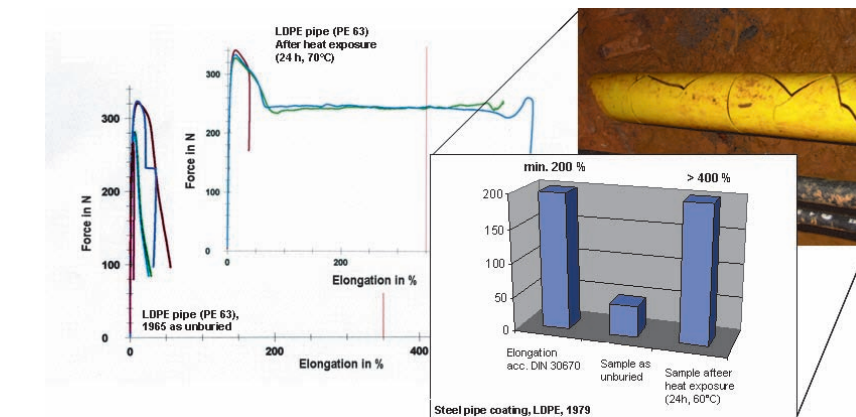 LDPE pipe (PE 63)
After heat exposure
(24 h, 70°C)
300
200
100
0
Force in N
0
200
Elongation in %
300
200
100
0
Force in N
LDPE pipe (PE 63),
1965 as unburied
0
200
400
Elongation in %
min. 200 %
> 400 %
200
150
100
50
0
Elongation
acc. DIN 30670
Sample as
unburied
Sample afteer
heat exposure
(24h, 60°C)
Steel pipe coating, LDPE, 1979